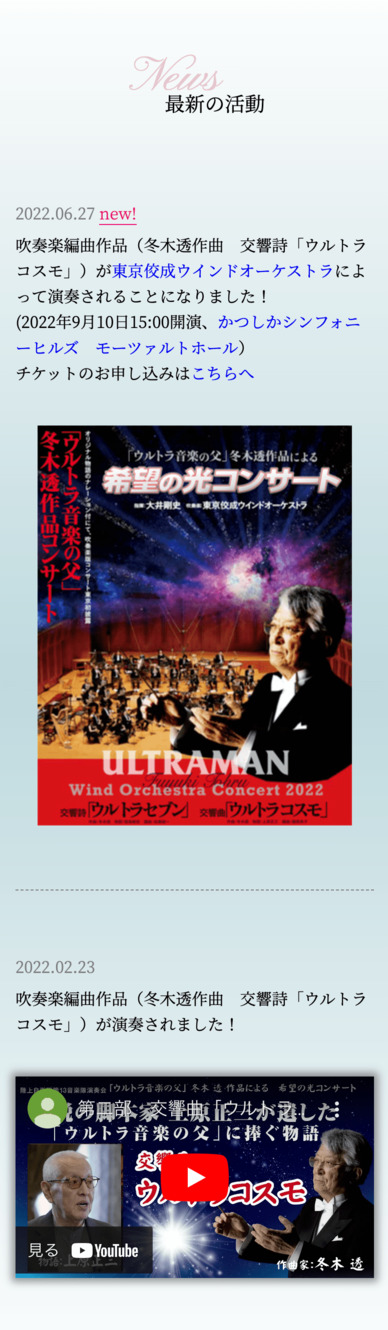 News
最新の活動
2022.06.27 new!
吹奏楽編曲作品（冬木透作曲　交響詩「ウルトラ
コスモ」）が東京佼成ウインドオーケストラによ
って演奏されることになりました！
(2022年9月10日15:00開演、かつしかシンフォニ
ーヒルズ　モーツァルトホール）
チケットのお申し込みはこちらへ
「ウルトラ音楽の父」冬木透作品による
希望の光コンサート
指揮：大井剛史　吹奏楽：東京佼成ウインドオーケストラ
「ウルトラ音楽の父」
冬木透作品コンサート
ULTRAMAN
Fuyuki Tohru
Wind Orchestra Concert 2022
交響詩「ウルトラセブン」　交響曲「ウルトラコスモ」
2022.02.23
吹奏楽編曲作品（冬木透作曲　交響詩「ウルトラ
コスモ」）が演奏されました！
「ウルトラ音楽の父」冬木 透 作品による　希望の光コンサート
第二部　交響曲「ウルトラ...
「ウルトラ音楽の父」に捧ぐ物語
交響
ウルトラコスモ
見る YouTube
作曲家：冬木 透